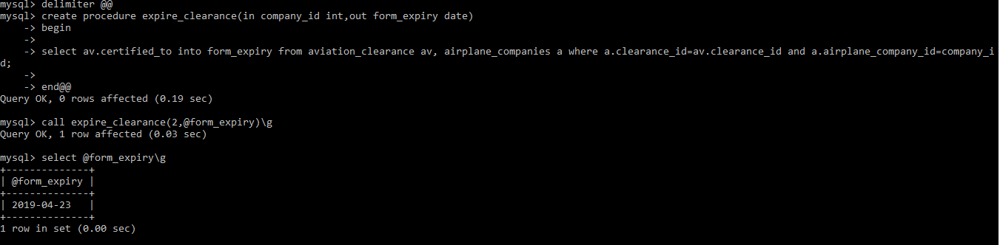 mysql> delimiter @@
mysql> create procedure expire_clearance(in company_id int,out form_expiry date)
    -> begin
    ->
    -> select av.certified_to into form_expiry from aviation_clearance av, airplane_companies a where a.clearance_id=av.clearance_id and a.airplane_company_id=company_i
d;
    ->
    -> end@@
Query OK, 0 rows affected (0.19 sec)

mysql> call expire_clearance(2,@form_expiry)\g
Query OK, 1 row affected (0.03 sec)

mysql> select @form_expiry\g
+--------------+
| @form_expiry |
+--------------+
| 2019-04-23   |
+--------------+
1 row in set (0.00 sec)